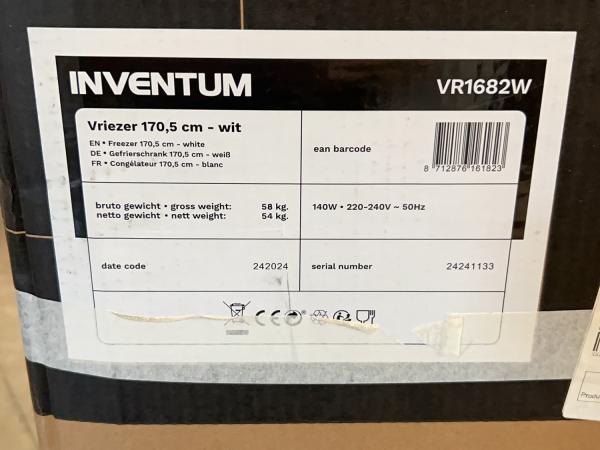 INVENTUM
VR1682W
Vriezer 170,5 cm - wit
EN • Freezer 170,5 cm - white
DE • Gefrierschrank 170,5 cm - weiß
FR • Congélateur 170,5 cm - blanc
ean barcode
8 712876 161823
bruto gewicht • gross weight: 58 kg.
netto gewicht • nett weight: 54 kg.
140W • 220-240V ~ 50Hz
date code 242024
serial number 24241133
CE
Produ